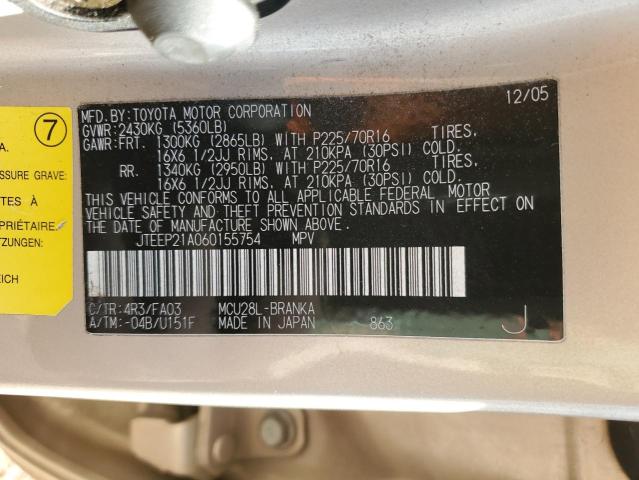 12/05
MFD.BY:TOYOTA MOTOR CORPORATION
GVWR:2430KG (5360LB)
GAWR:FRT. 1300KG (2865LB) WITH P225/70R16 TIRES,
16X6 1/2JJ RIMS, AT 210KPA (30PSI) COLD.
RR. 1340KG (2950LB) WITH P225/70R16 TIRES,
16X6 1/2JJ RIMS, AT 210KPA (30PSI) COLD.
THIS VEHICLE CONFORMS TO ALL APPLICABLE FEDERAL MOTOR
VEHICLE SAFETY AND THEFT PREVENTION STANDARDS IN EFFECT ON
THE DATE OF MANUFACTURE SHOWN ABOVE.
JTEEP21A060155754 MPV
C/TR:4R3/FA03 MCU28L-BRANKA
A/TM:-04B/U151F MADE IN JAPAN 863 J
7
A.
SSURE GRAVE:
TES À
PRIÉTAIRE.
ZUNGEN:
EICH